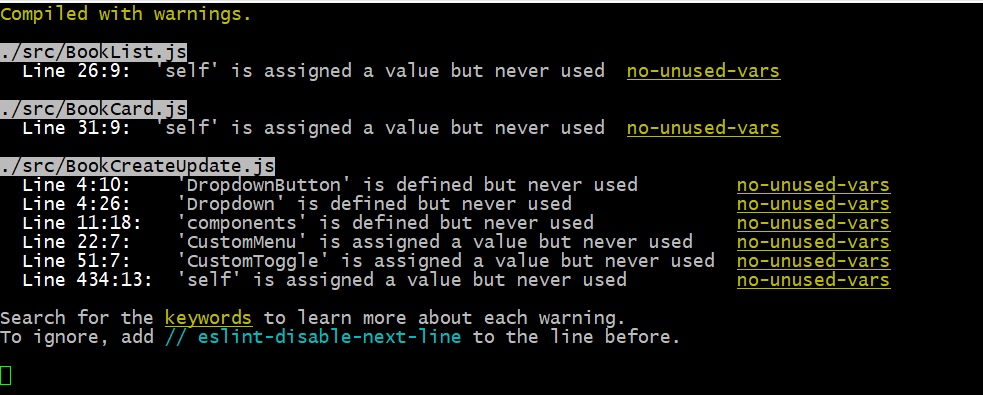 Compiled with warnings.
./src/BookList.js
Line 26:9:  'self' is assigned a value but never used  no-unused-vars
./src/BookCard.js
Line 31:9:  'self' is assigned a value but never used  no-unused-vars
./src/BookCreateUpdate.js
Line 4:10:  'DropdownButton' is defined but never used  no-unused-vars
Line 4:26:  'Dropdown' is defined but never used  no-unused-vars
Line 11:18:  'components' is defined but never used  no-unused-vars
Line 22:7:  'CustomMenu' is assigned a value but never used  no-unused-vars
Line 51:7:  'CustomToggle' is assigned a value but never used  no-unused-vars
Line 434:13:  'self' is assigned a value but never used  no-unused-vars
Search for the keywords to learn more about each warning.
To ignore, add // eslint-disable-next-line to the line before.